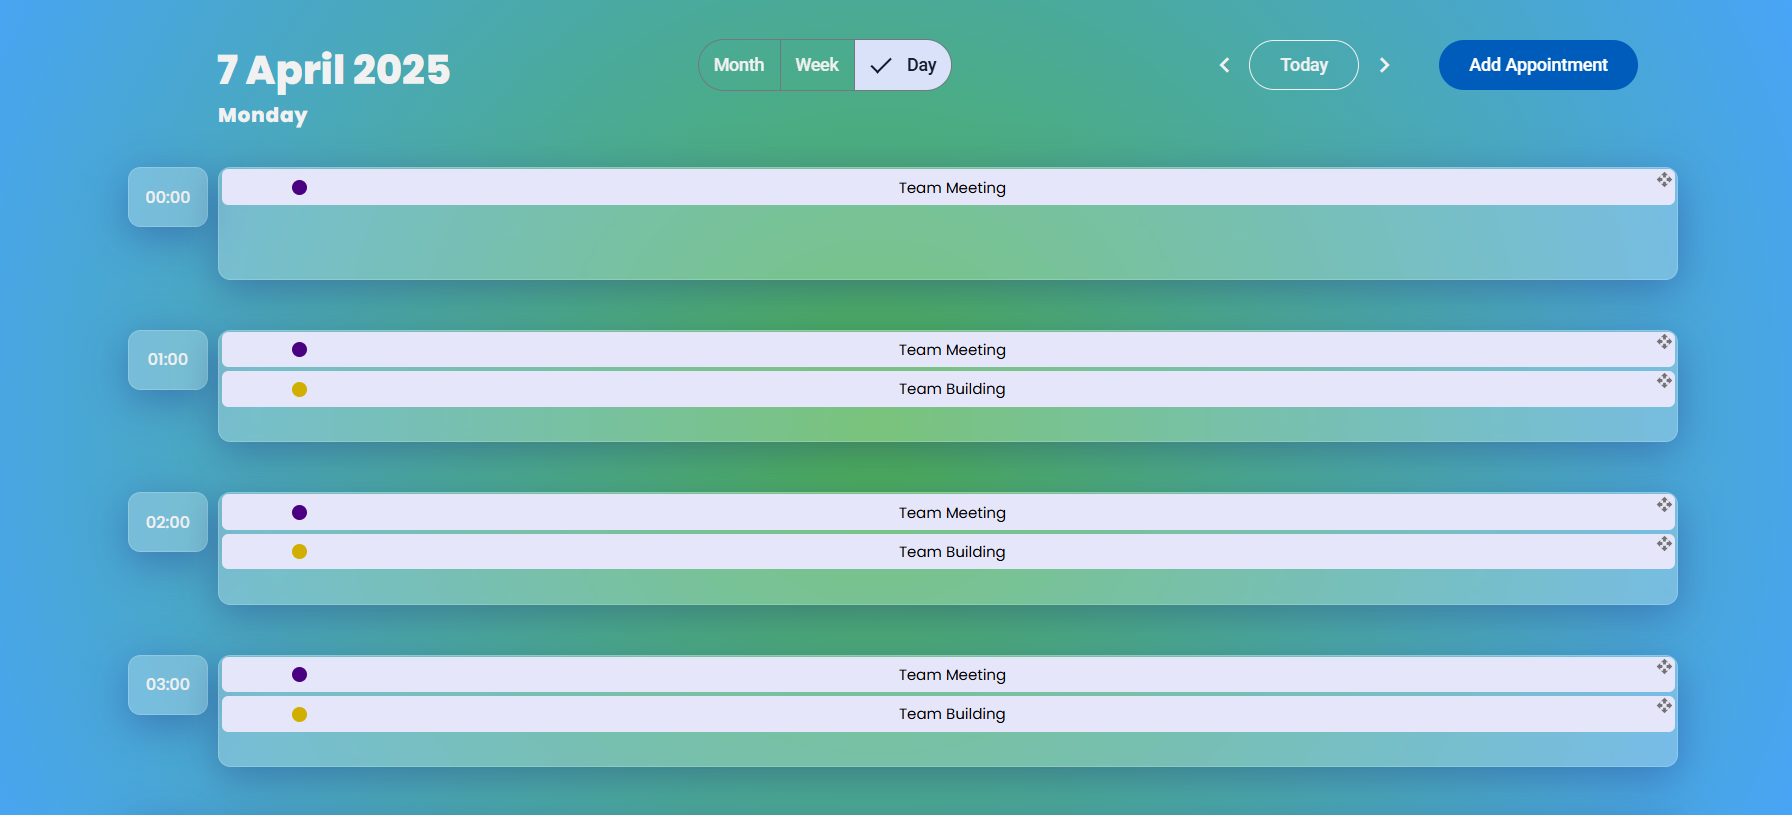 7 April 2025
Monday
Month Week Day
Today
Add Appointment
00:00
Team Meeting
01:00
Team Meeting
Team Building
02:00
Team Meeting
Team Building
03:00
Team Meeting
Team Building